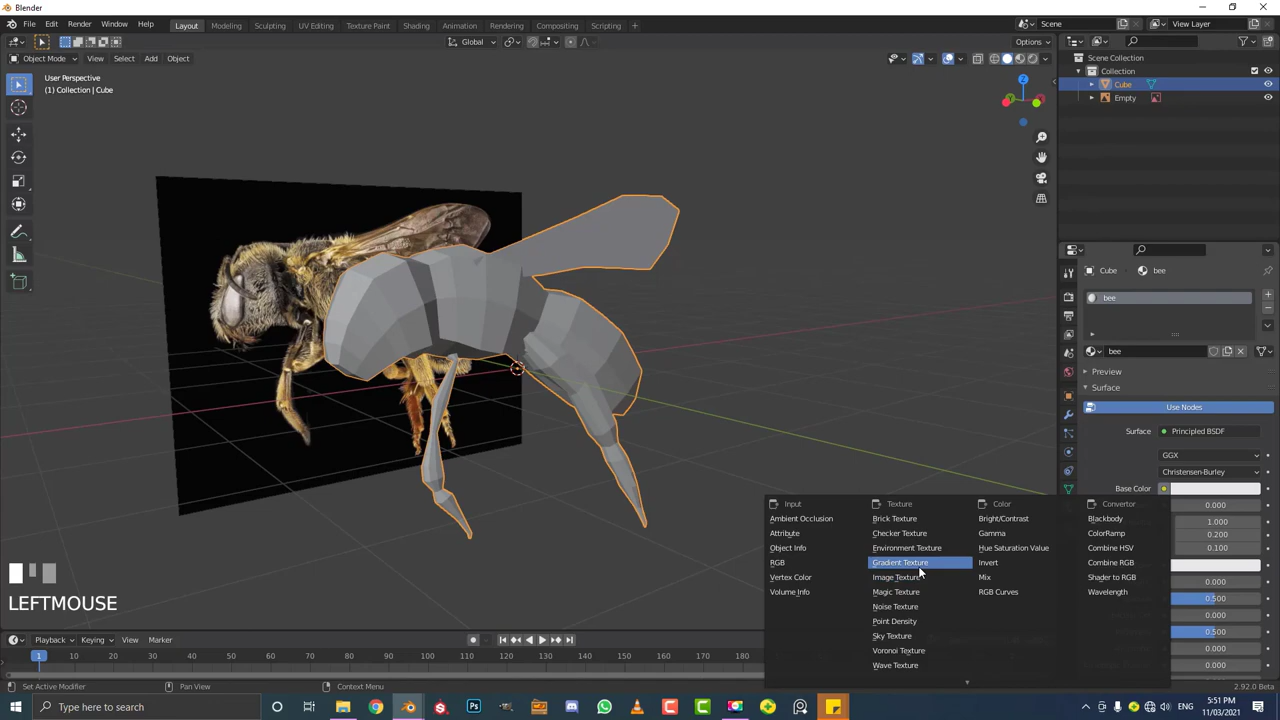 Blender
File Edit Render Window Help Layout Modeling Sculpting UV Editing Texture Paint Shading Animation Rendering Compositing Scripting Scene View Layer
Global Options
Object Mode View Select Add Object
User Perspective
(1) Collection | Cube
Z
Scene Collection
Collection
Cube
Empty
Cube bee
bee
bee
Preview
Surface
Use Nodes
Surface Principled BSDF
GGX
Christensen-Burley
Base Color
0.000
1.000
0.200
0.100
0.000
0.500
0.000
0.500
0.000
Input Texture Color Convertor
Ambient Occlusion Brick Texture Bright/Contrast Blackbody
Attribute Checker Texture Gamma ColorRamp
Object Info Environment Texture Hue Saturation Value Combine HSV
RGB Gradient Texture Invert Combine RGB
Vertex Color Image Texture Mix Shader to RGB
Volume Info Magic Texture RGB Curves Wavelength
Noise Texture
Point Density
Sky Texture
Voronoi Texture
Wave Texture
LEFTMOUSE
Playback Keying View Marker
1 10 20 30 40 50 60 70 80 90 100 110 120 130 140 150 160 170 180
Set Active Modifier Pan View Context Menu 2.92.0 Beta
Type here to search
ENG 5:51 PM
11/03/2021